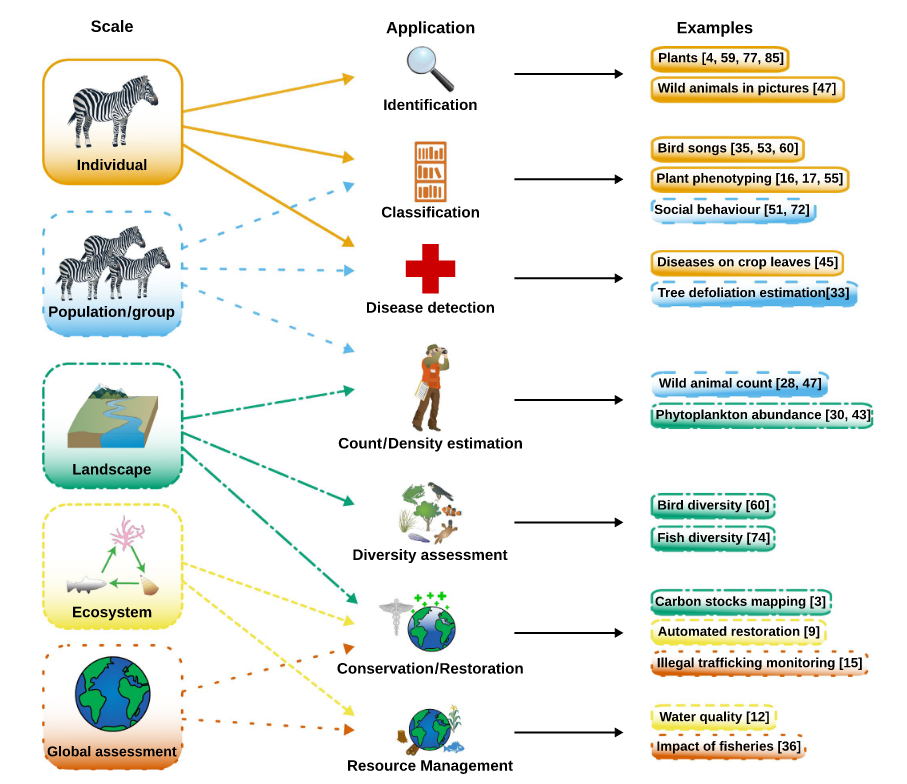 Scale
Application
Examples
Individual
Population/group
Landscape
Ecosystem
Global assessment
Identification
Classification
Disease detection
Count/Density estimation
Diversity assessment
Conservation/Restoration
Resource Management
Plants [4, 59, 77, 85]
Wild animals in pictures [47]
Bird songs [35, 53, 60]
Plant phenotyping [16, 17, 55]
Social behaviour [51, 72]
Diseases on crop leaves [45]
Tree defoliation estimation[33]
Wild animal count [28, 47]
Phytoplankton abundance [30, 43]
Bird diversity [60]
Fish diversity [74]
Carbon stocks mapping [3]
Automated restoration [9]
Illegal trafficking monitoring [15]
Water quality [12]
Impact of fisheries [36]